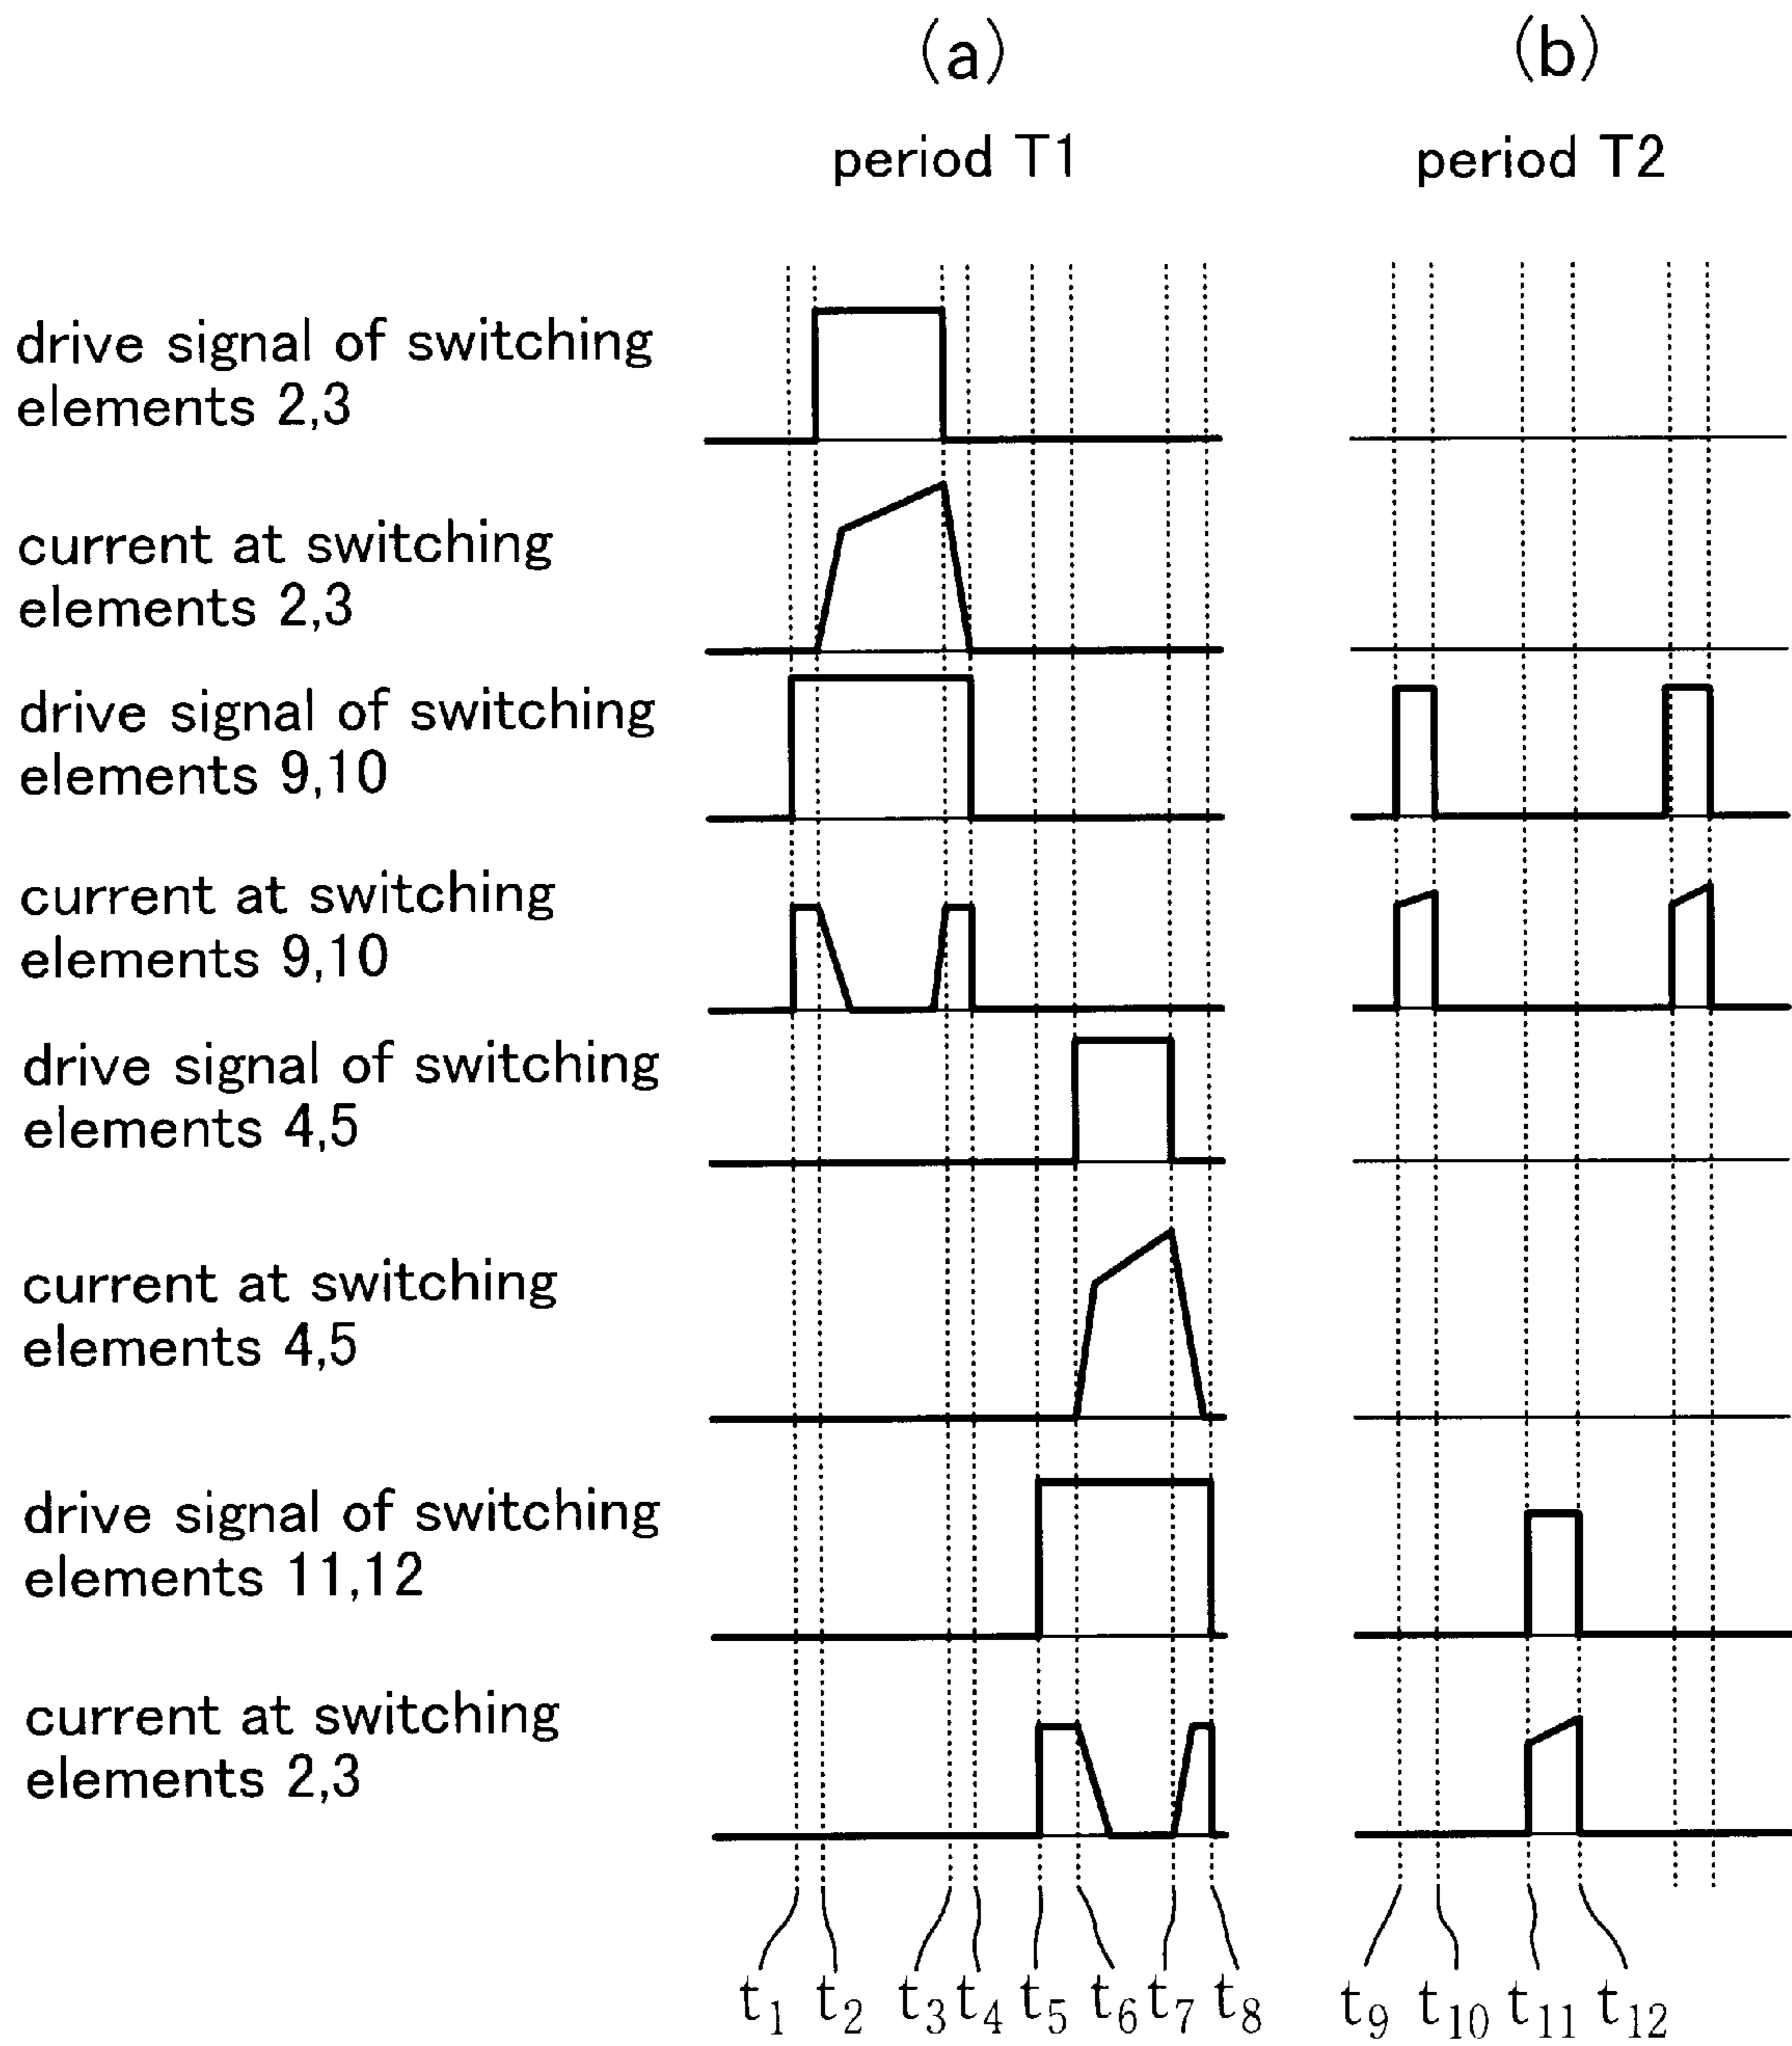 (a)
(b)
period T1
period T2
drive signal of switching
elements 2,3
current at switching
elements 2,3
drive signal of switching
elements 9,10
current at switching
elements 9,10
drive signal of switching
elements 4,5
current at switching
elements 4,5
drive signal of switching
elements 11,12
current at switching
elements 2,3
t1 t2 t3 t4 t5 t6 t7 t8
t9 t10 t11 t12